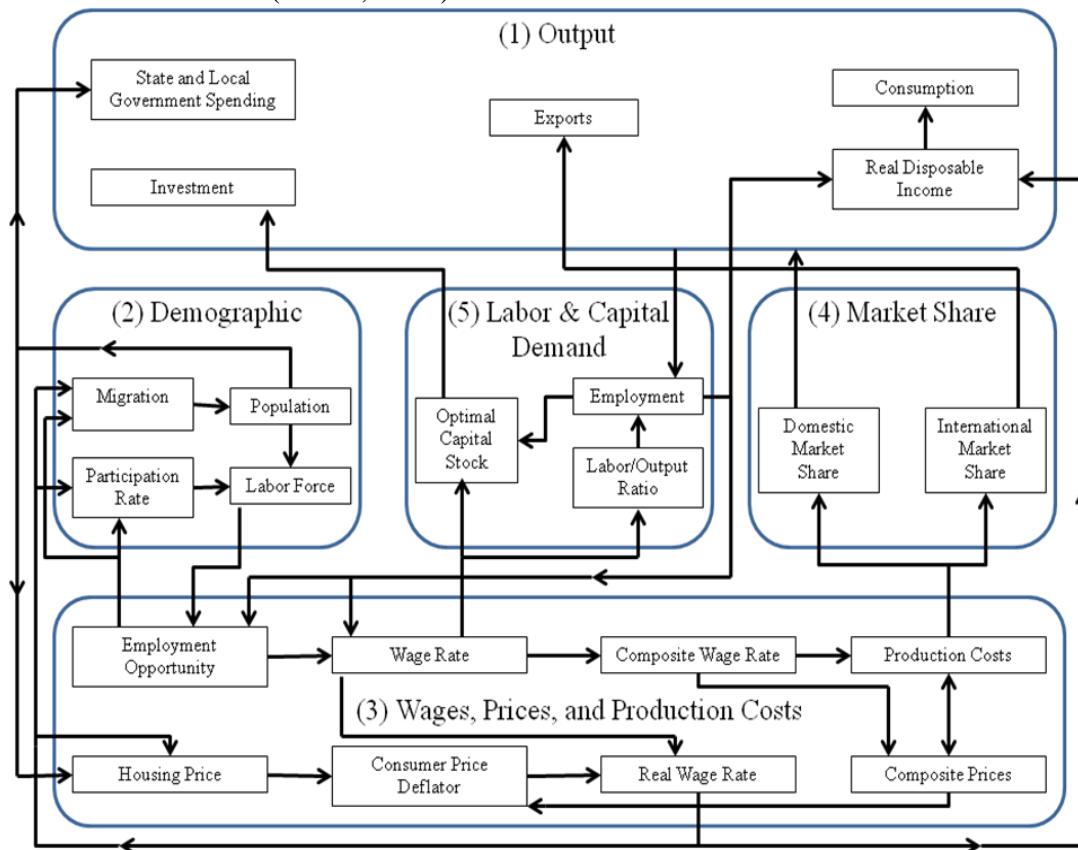 (1) Output
State and Local
Government Spending
Consumption
Exports
Real Disposable
Income
Investment
(2) Demographic
(5) Labor & Capital
Demand
(4) Market Share
Migration
Population
Employment
Optimal
Capital
Stock
Domestic
Market
Share
International
Market
Share
Participation
Rate
Labor Force
Labor/Output
Ratio
Employment
Opportunity
Wage Rate
Composite Wage Rate
Production Costs
(3) Wages, Prices, and Production Costs
Housing Price
Consumer Price
Deflator
Real Wage Rate
Composite Prices